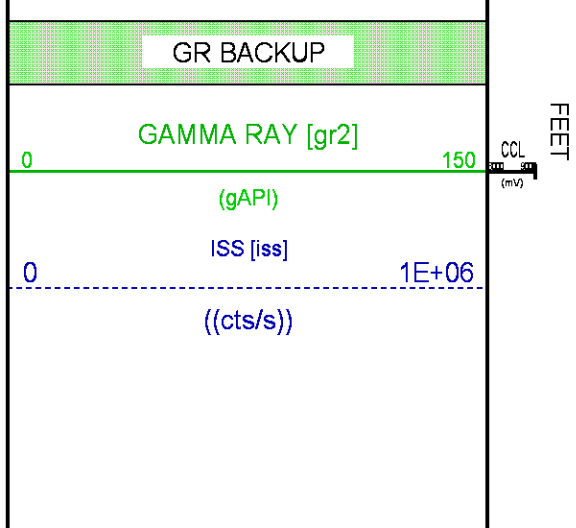 GR BACKUP
GAMMA RAY [gr2]
0 150
(gAPI)
ISS [iss]
0 1E+06
((cts/s))
CCL
(mV)
FEET